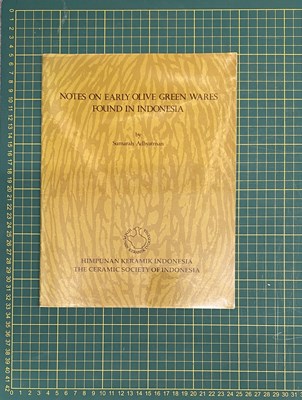 NOTES ON EARLY OLIVE GREEN WARES
FOUND IN INDONESIA
by
Sumarah Adhyatman
HIMPUNAN KERAMIK INDONESIA
THE CERAMIC SOCIETY OF INDONESIA